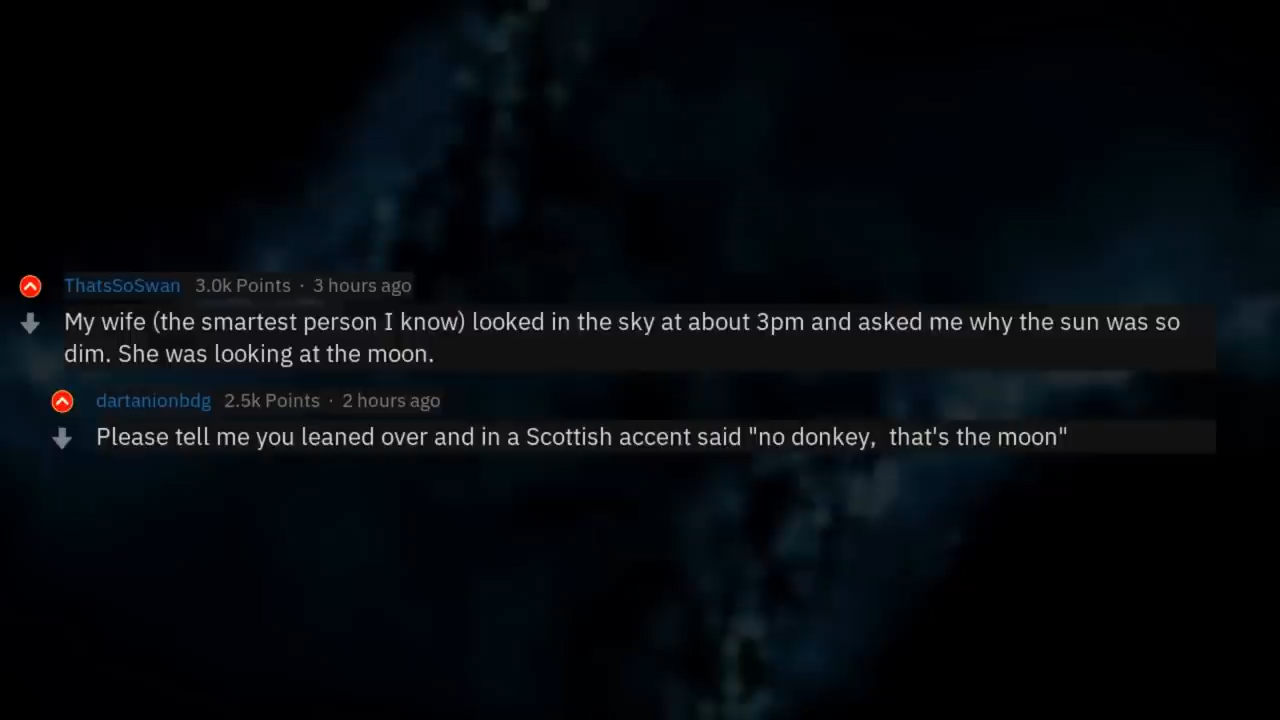 ThatsSoSwan 3.0k Points · 3 hours ago
My wife (the smartest person I know) looked in the sky at about 3pm and asked me why the sun was so
dim. She was looking at the moon.
dartanionbdg 2.5k Points · 2 hours ago
Please tell me you leaned over and in a Scottish accent said "no donkey,  that's the moon"